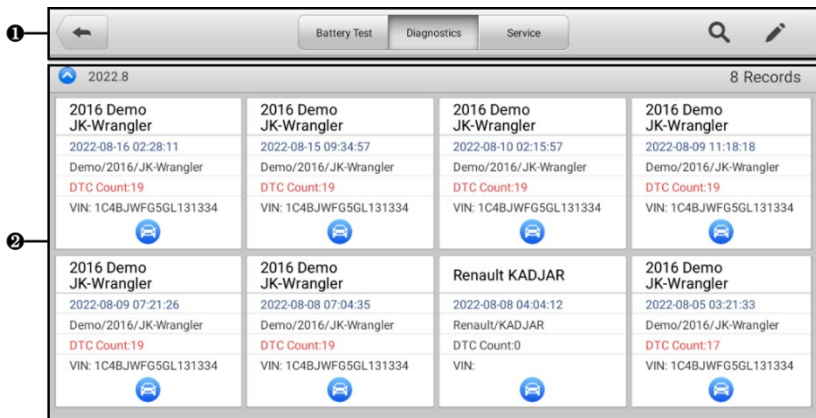 ❶
Battery Test Diagnostics Service
❷
2022.8 8 Records
2016 Demo
JK-Wrangler
2022-08-16 02:28:11
Demo/2016/JK-Wrangler
DTC Count:19
VIN: 1C4BJWFG5GL131334
2016 Demo
JK-Wrangler
2022-08-15 09:34:57
Demo/2016/JK-Wrangler
DTC Count:19
VIN: 1C4BJWFG5GL131334
2016 Demo
JK-Wrangler
2022-08-10 02:15:57
Demo/2016/JK-Wrangler
DTC Count:19
VIN: 1C4BJWFG5GL131334
2016 Demo
JK-Wrangler
2022-08-09 11:18:18
Demo/2016/JK-Wrangler
DTC Count:19
VIN: 1C4BJWFG5GL131334
2016 Demo
JK-Wrangler
2022-08-09 07:21:26
Demo/2016/JK-Wrangler
DTC Count:19
VIN: 1C4BJWFG5GL131334
2016 Demo
JK-Wrangler
2022-08-08 07:04:35
Demo/2016/JK-Wrangler
DTC Count:19
VIN: 1C4BJWFG5GL131334
Renault KADJAR
2022-08-08 04:04:12
Renault/KADJAR
DTC Count:0
VIN:
2016 Demo
JK-Wrangler
2022-08-05 03:21:33
Demo/2016/JK-Wrangler
DTC Count:17
VIN: 1C4BJWFG5GL131334